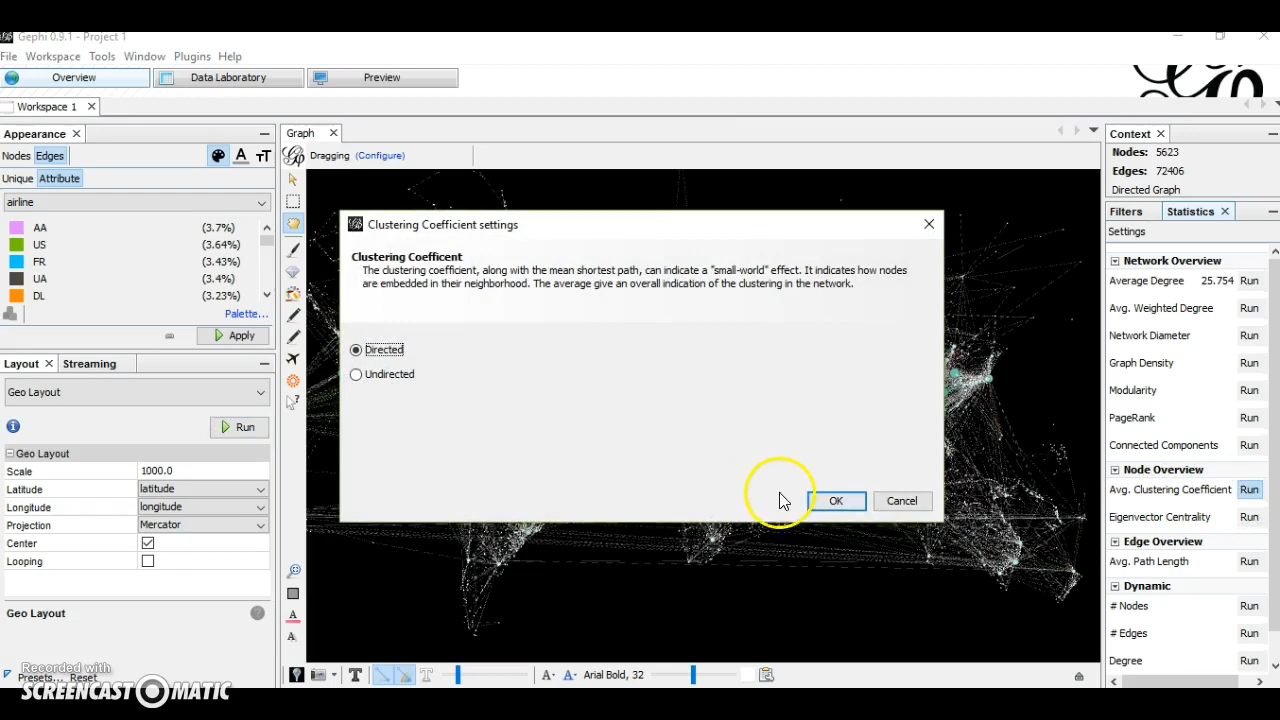 Gephi 0.9.1 - Project 1
File Workspace Tools Window Plugins Help
Overview Data Laboratory Preview
Workspace 1
Appearance
Nodes Edges
Unique Attribute
airline
AA (3.7%)
US (3.64%)
FR (3.43%)
UA (3.4%)
DL (3.23%)
Palette...
Apply
Layout Streaming
Geo Layout
Run
Geo Layout
Scale 1000.0
Latitude latitude
Longitude longitude
Projection Mercator
Center
Looping
Geo Layout
Presets... Reset
Graph
Dragging (Configure)
Clustering Coefficient settings
Clustering Coefficent
The clustering coefficient, along with the mean shortest path, can indicate a "small-world" effect. It indicates how nodes
are embedded in their neighborhood. The average give an overall indication of the clustering in the network.
Directed
Undirected
OK Cancel
Arial Bold, 32
Context
Nodes: 5623
Edges: 72406
Directed Graph
Filters Statistics
Settings
Network Overview
Average Degree 25.754 Run
Avg. Weighted Degree Run
Network Diameter Run
Graph Density Run
Modularity Run
PageRank Run
Connected Components Run
Node Overview
Avg. Clustering Coefficient Run
Eigenvector Centrality Run
Edge Overview
Avg. Path Length Run
Dynamic
# Nodes Run
# Edges Run
Degree Run
Recorded with
SCREENCAST-O-MATIC